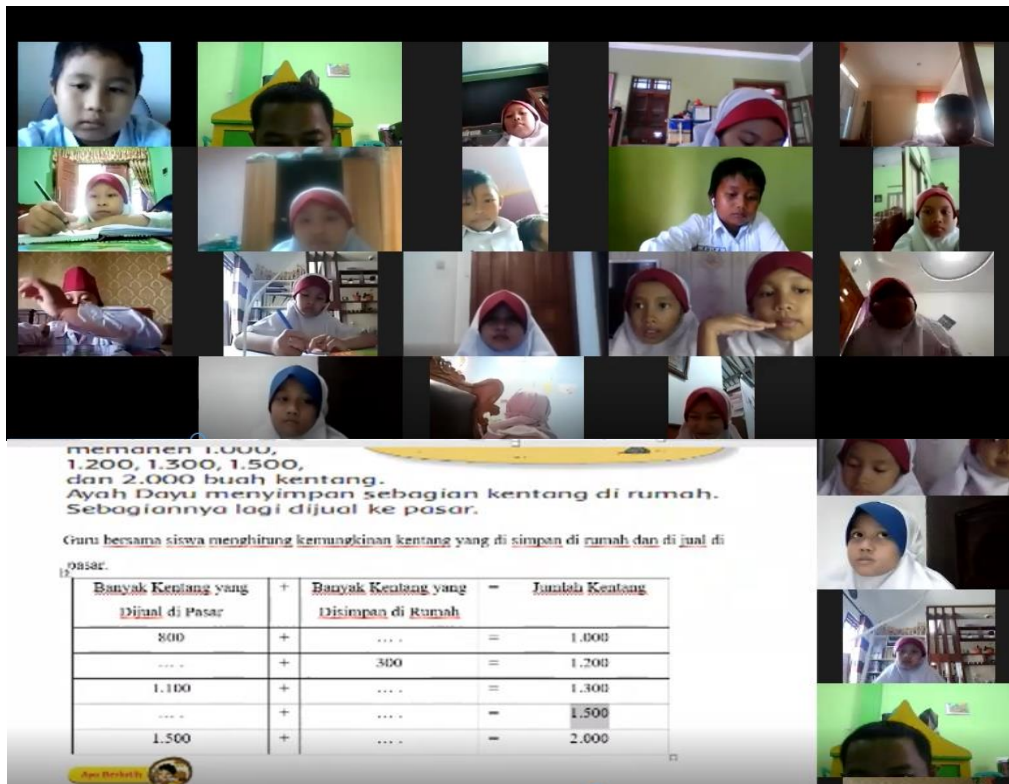 memanen 1.000,
1.200, 1.300, 1.500,
dan 2.000 buah kentang.
Ayah Dayu menyimpan sebagian kentang di rumah.
Sebagiannya lagi dijual ke pasar.
Guru bersama siswa menghitung kemungkinan kentang yang di simpan di rumah dan di jual di
pasar.
Banyak Kentang yang Dijual di Pasar + Banyak Kentang yang Disimpan di Rumah = Jumlah Kentang
800 + .... = 1.000
.... + 300 = 1.200
1.100 + .... = 1.300
.... + .... = 1.500
1.500 + .... = 2.000
Ayo Berlatih